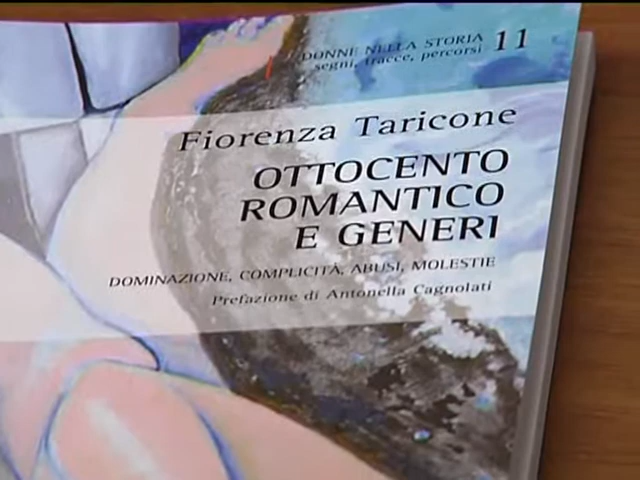 DONNE NELLA STORIA 11
segni, tracce, percorsi
Fiorenza Taricone
OTTOCENTO
ROMANTICO
E GENERI
DOMINAZIONE, COMPLICITÀ, ABUSI, MOLESTIE
Prefazione di Antonella Cagnolati